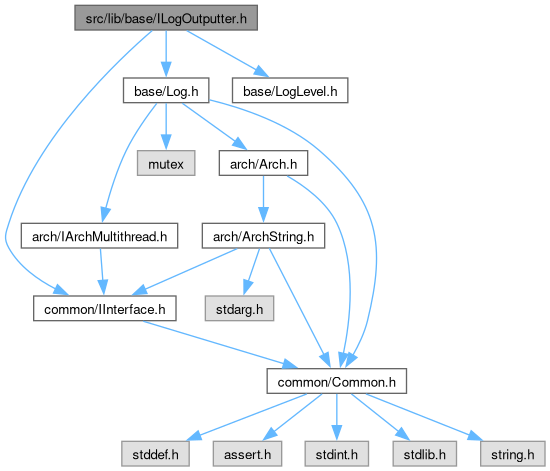 src/lib/base/ILogOutputter.h
base/Log.h
base/LogLevel.h
mutex
arch/Arch.h
arch/IArchMultithread.h
arch/ArchString.h
common/IInterface.h
stdarg.h
common/Common.h
stddef.h
assert.h
stdint.h
stdlib.h
string.h